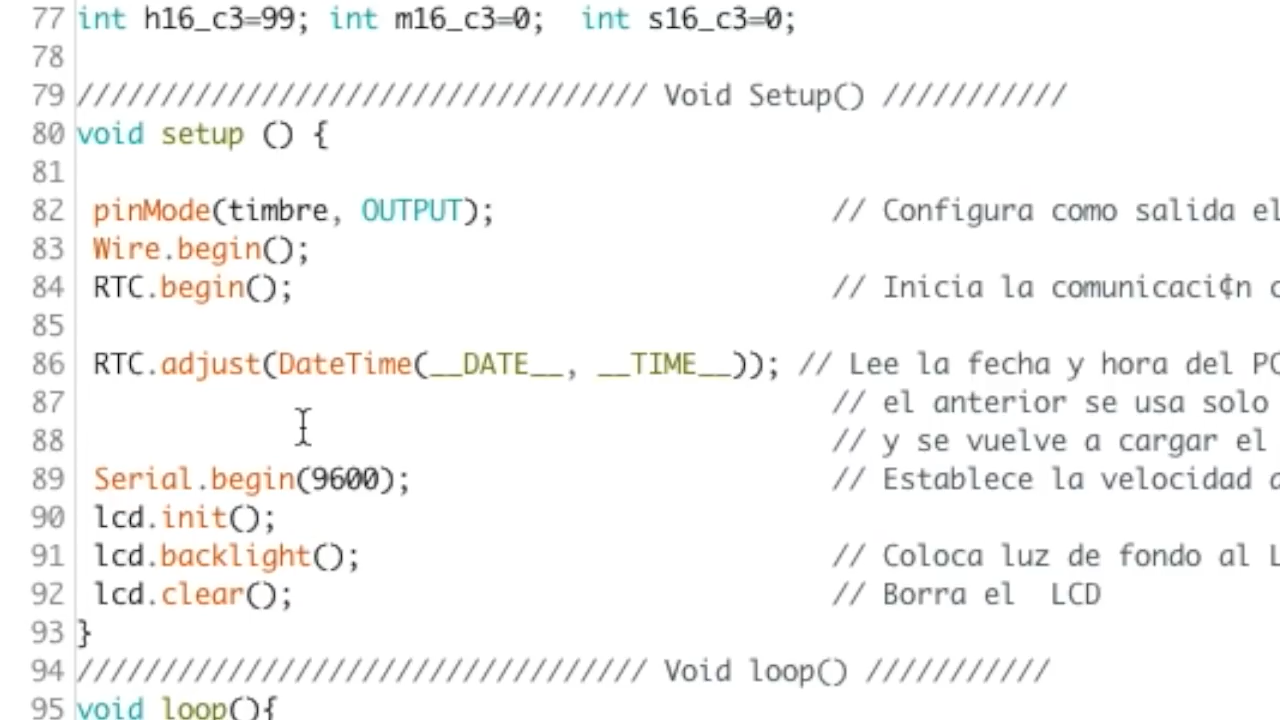 77 int h16_c3=99; int m16_c3=0;  int s16_c3=0;
78
79 ////////////////////////////////// Void Setup() ///////////
80 void setup () {
81
82 pinMode(timbre, OUTPUT); // Configura como salida el
83 Wire.begin();
84 RTC.begin(); // Inicia la comunicaci¢n c
85
86 RTC.adjust(DateTime(__DATE__, __TIME__)); // Lee la fecha y hora del PC
87 // el anterior se usa solo
88 // y se vuelve a cargar el
89 Serial.begin(9600); // Establece la velocidad d
90 lcd.init();
91 lcd.backlight(); // Coloca luz de fondo al L
92 lcd.clear(); // Borra el  LCD
93 }
94 ////////////////////////////////// Void loop() ///////////
95 void loop(){